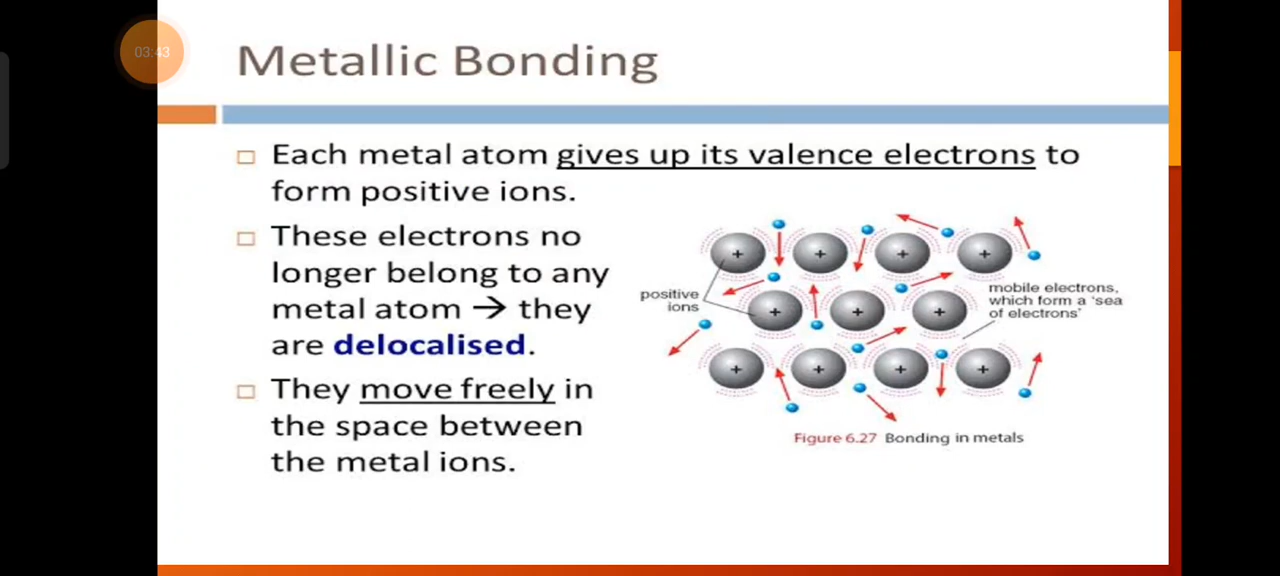 03:43
Metallic Bonding
□ Each metal atom gives up its valence electrons to
form positive ions.
□ These electrons no
longer belong to any
metal atom → they
are delocalised.
□ They move freely in
the space between
the metal ions.
+ + + +
positive
ions
+ + +
mobile electrons,
which form a ‘sea
of electrons’
+ + + +
Figure 6.27 Bonding in metals